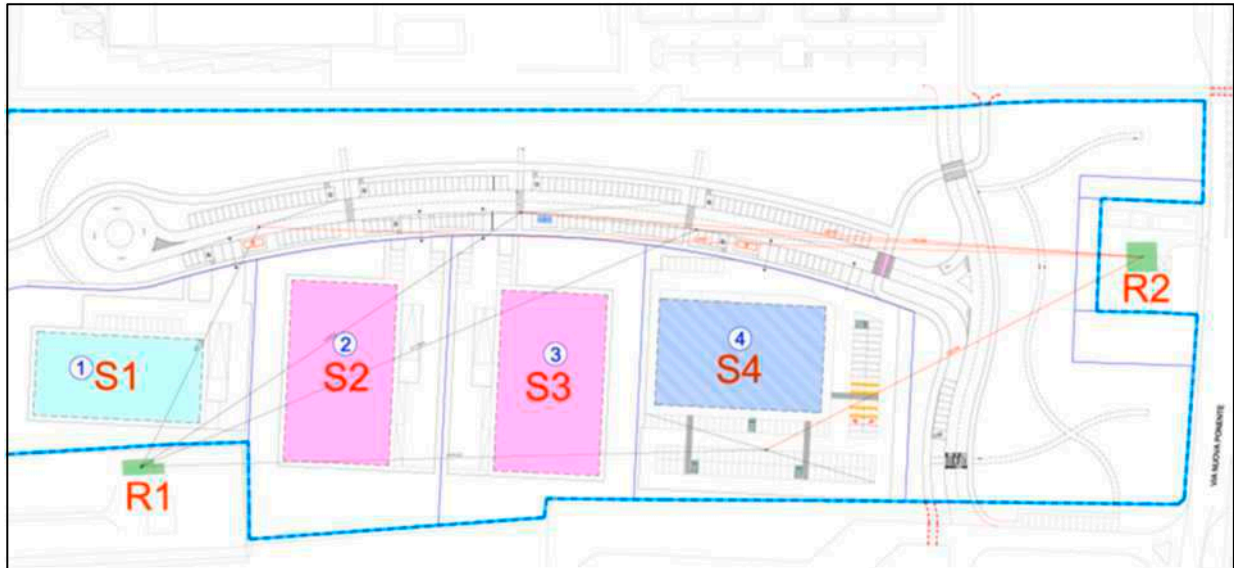 R2
① S1
② S2
③ S3
④ S4
R1
VIA NUOVA PONENTE